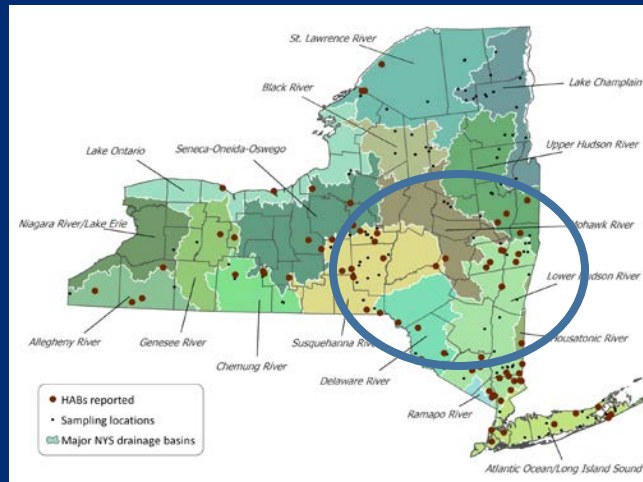 St. Lawrence River
Lake Champlain
Black River
Lake Ontario
Seneca-Oneida-Oswego
Upper Hudson River
Niagara River/Lake Erie
Mohawk River
Lower Hudson River
Housatonic River
Allegheny River
Genesee River
Susquehanna River
Chemung River
Delaware River
Ramapo River
HABs reported
Sampling locations
Major NYS drainage basins
Atlantic Ocean/Long Island Sound